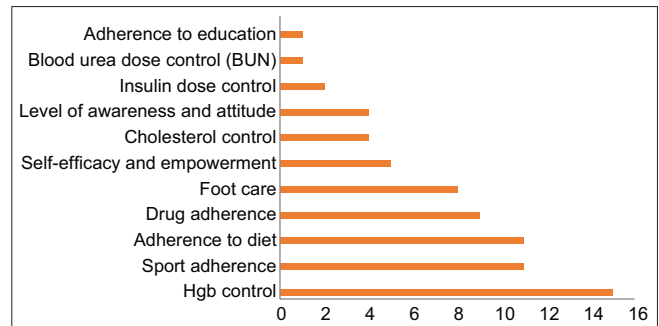 Adherence to education
Blood urea dose control (BUN)
Insulin dose control
Level of awareness and attitude
Cholesterol control
Self-efficacy and empowerment
Foot care
Drug adherence
Adherence to diet
Sport adherence
Hgb control
0 2 4 6 8 10 12 14 16